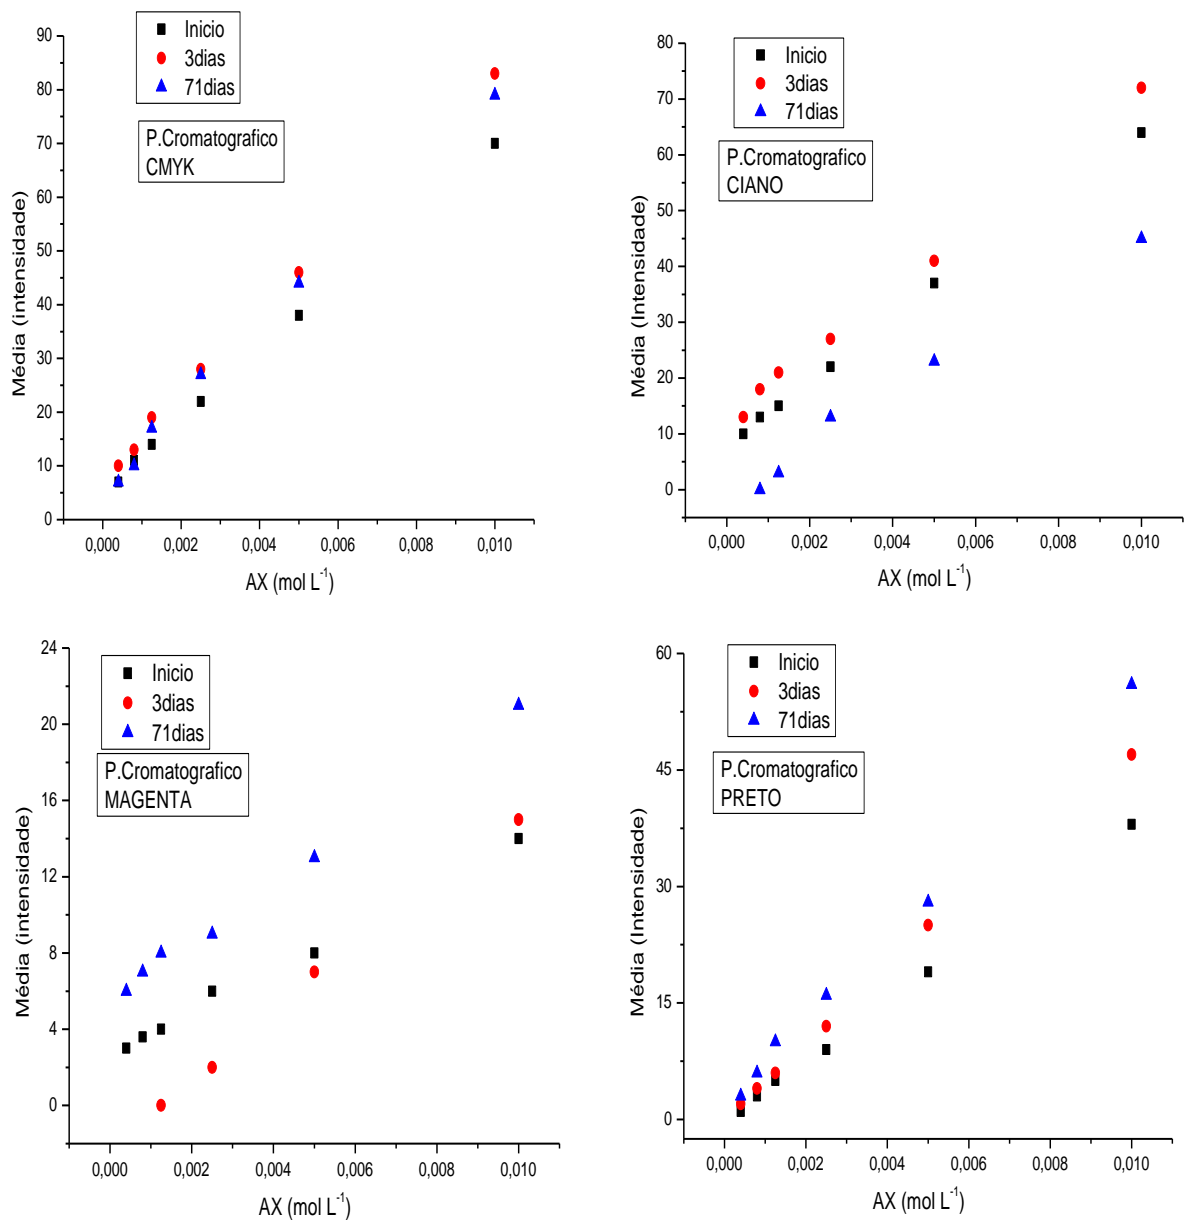 Inicio
3dias
71dias
P.Cromatografico
CMYK
90
80
70
60
50
40
30
20
10
0
Média (intensidade)
0,000 0,002 0,004 0,006 0,008 0,010
AX (mol L⁻¹)
Inicio
3dias
71dias
P.Cromatografico
CIANO
80
70
60
50
40
30
20
10
0
Média (Intensidade)
0,000 0,002 0,004 0,006 0,008 0,010
AX (mol L⁻¹)
Inicio
3dias
71dias
P.Cromatografico
MAGENTA
24
20
16
12
8
4
0
Média (intensidade)
0,000 0,002 0,004 0,006 0,008 0,010
AX (mol L⁻¹)
Inicio
3dias
71dias
P.Cromatografico
PRETO
60
45
30
15
0
Média (Intensidade)
0,000 0,002 0,004 0,006 0,008 0,010
AX (mol L⁻¹)